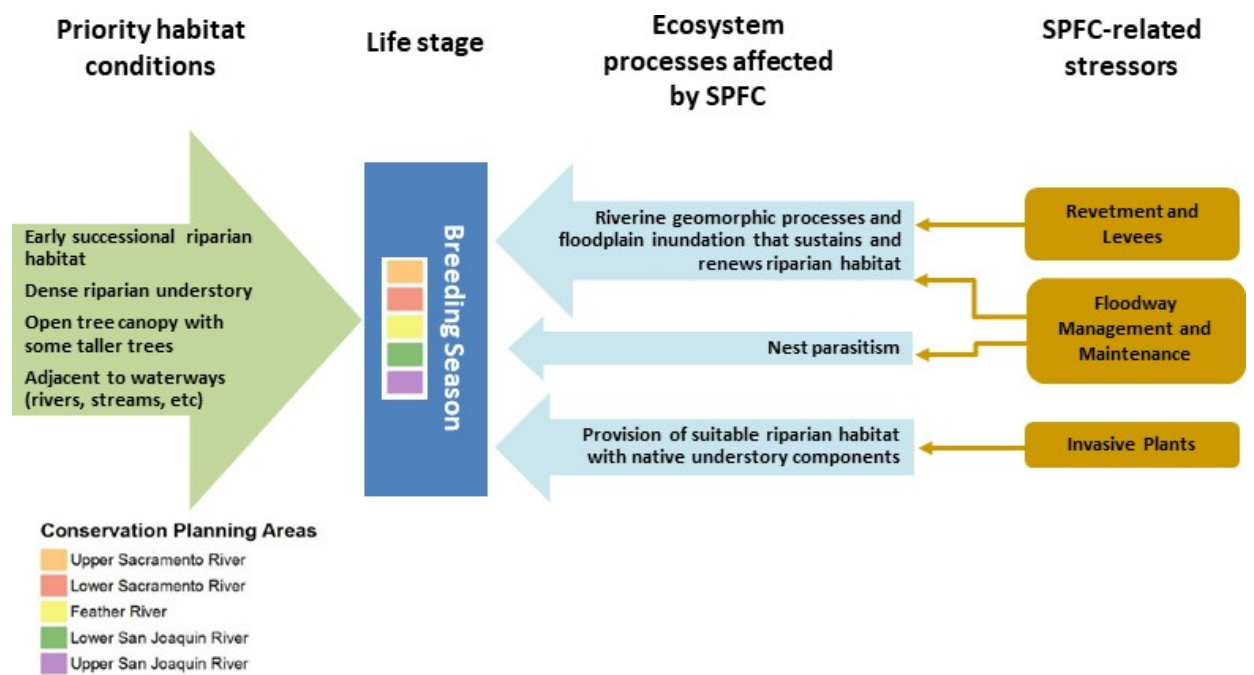 Priority habitat
conditions
Life stage
Ecosystem
processes affected
by SPFC
SPFC-related
stressors
Early successional riparian
habitat
Dense riparian understory
Open tree canopy with
some taller trees
Adjacent to waterways
(rivers, streams, etc)
Breeding Season
Riverine geomorphic processes and
floodplain inundation that sustains and
renews riparian habitat
Nest parasitism
Provision of suitable riparian habitat
with native understory components
Revetment and
Levees
Floodway
Management and
Maintenance
Invasive Plants
Conservation Planning Areas
Upper Sacramento River
Lower Sacramento River
Feather River
Lower San Joaquin River
Upper San Joaquin River